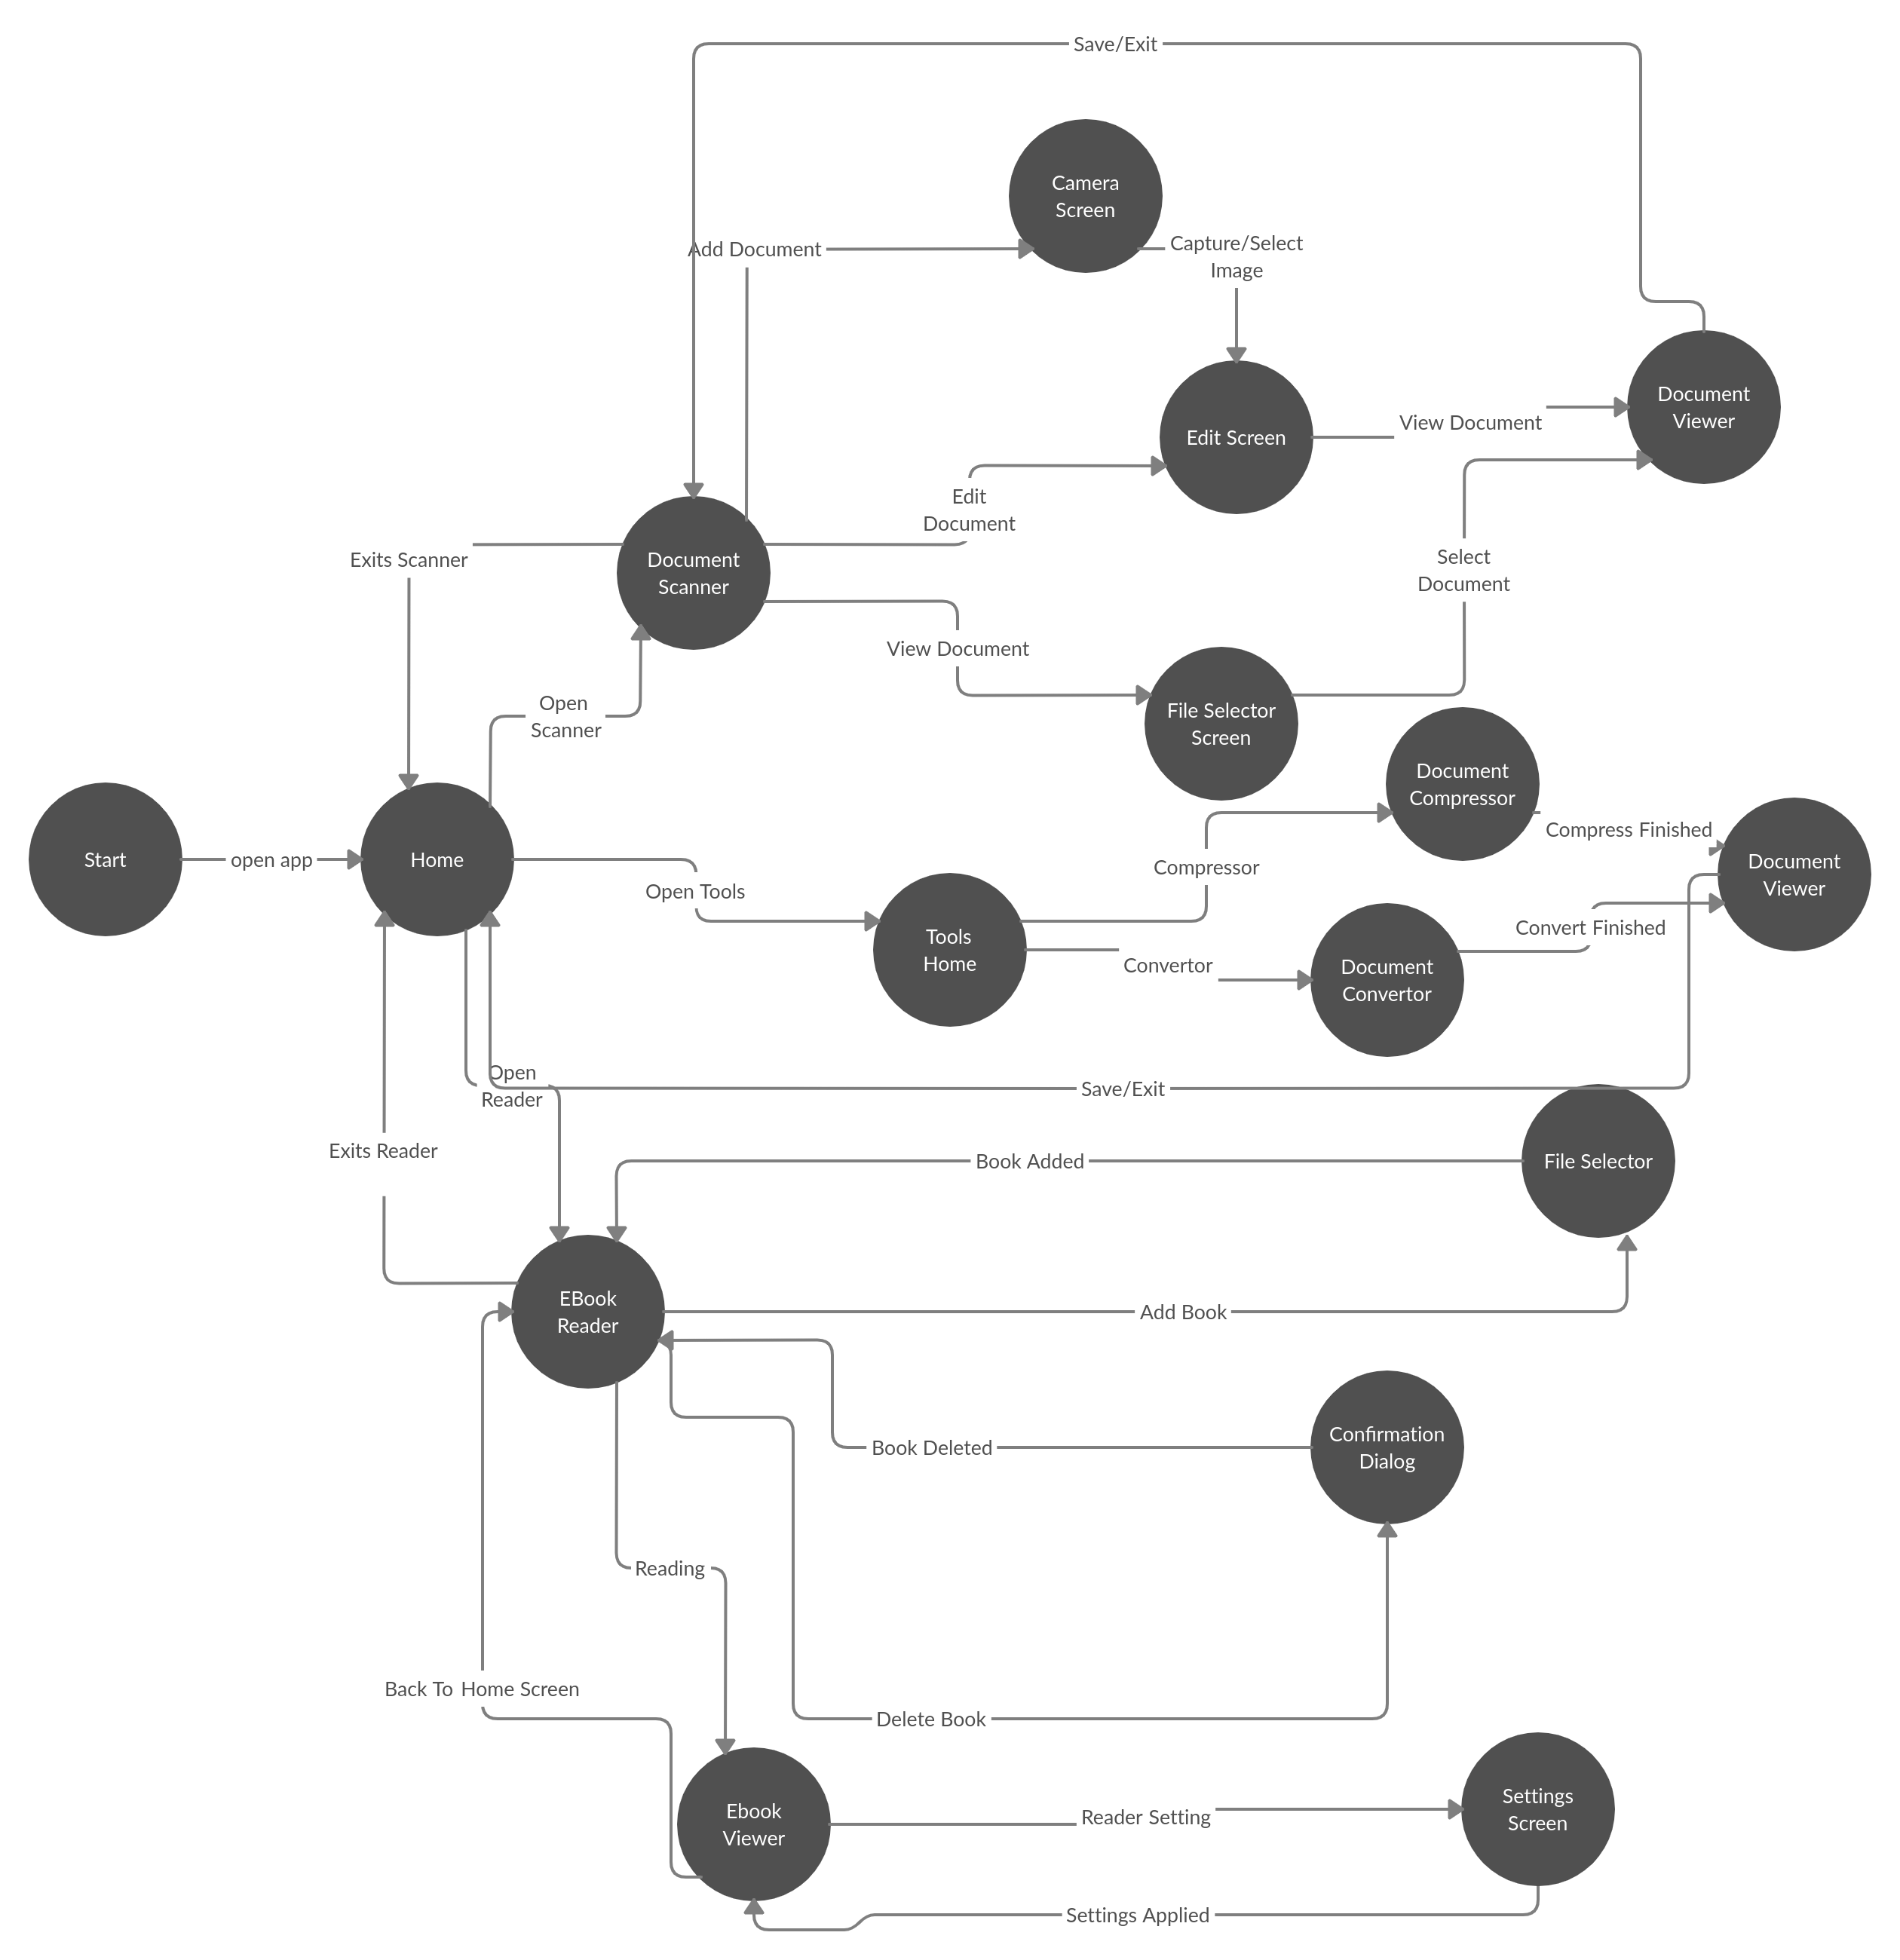 Save/Exit
Camera
Screen
Add Document
Capture/Select
Image
Document
Viewer
View Document
Edit Screen
Edit
Document
Exits Scanner
Document
Scanner
Select
Document
View Document
Open
Scanner
File Selector
Screen
Document
Compressor
Compress Finished
Start
open app
Home
Compressor
Document
Viewer
Open Tools
Convert Finished
Tools
Home
Convertor
Document
Convertor
Open
Reader
Save/Exit
Exits Reader
Book Added
File Selector
EBook
Reader
Add Book
Confirmation
Dialog
Book Deleted
Reading
Back To Home Screen
Delete Book
Ebook
Viewer
Reader Setting
Settings
Screen
Settings Applied